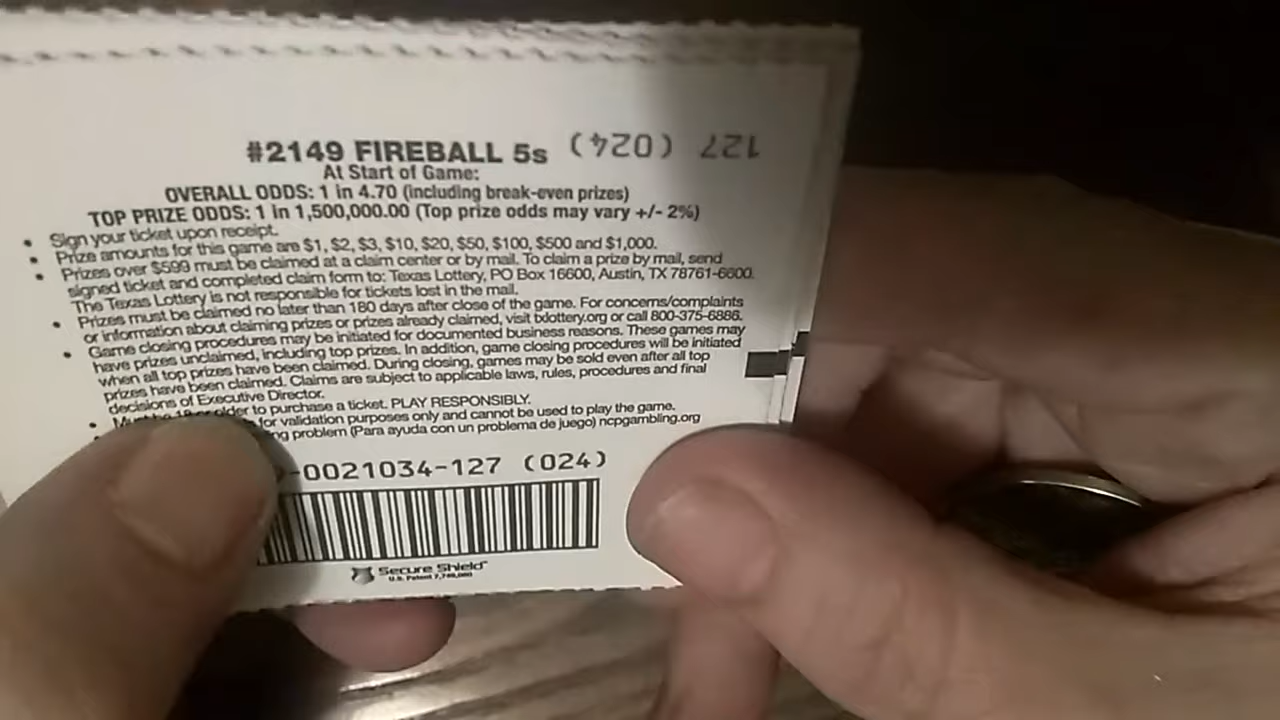 #2149 FIREBALL 5s (024) 127
At Start of Game:
OVERALL ODDS: 1 in 4.70 (including break-even prizes)
TOP PRIZE ODDS: 1 in 1,500,000.00 (Top prize odds may vary +/- 2%)
• Sign your ticket upon receipt.
• Prize amounts for this game are $1, $2, $3, $10, $20, $50, $100, $500 and $1,000.
• Prizes over $599 must be claimed at a claim center or by mail. To claim a prize by mail, send
signed ticket and completed claim form to: Texas Lottery, PO Box 16600, Austin, TX 78761-6600.
The Texas Lottery is not responsible for tickets lost in the mail.
• Prizes must be claimed no later than 180 days after close of the game. For concerns/complaints
or information about claiming prizes or prizes already claimed, visit txlottery.org or call 800-375-6886.
• Game closing procedures may be initiated for documented business reasons. These games may
have prizes unclaimed, including top prizes. In addition, game closing procedures will be initiated
when all top prizes have been claimed. During closing, games may be sold even after all top
prizes have been claimed. Claims are subject to applicable laws, rules, procedures and final
decisions of Executive Director.
• Must be 18 or older to purchase a ticket. PLAY RESPONSIBLY.
for validation purposes only and cannot be used to play the game.
problem (Para ayuda con un problema de juego) ncpgambling.org
-0021034-127 (024)
Secure Shield
U.S. Patent 7,740,000